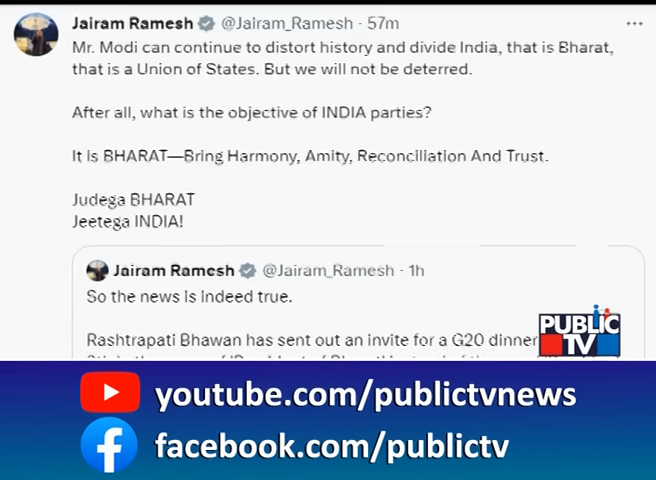 Jairam Ramesh @Jairam_Ramesh · 57m
Mr. Modi can continue to distort history and divide India, that is Bharat,
that is a Union of States. But we will not be deterred.
After all, what is the objective of INDIA parties?
It is BHARAT—Bring Harmony, Amity, Reconciliation And Trust.
Judega BHARAT
Jeetega INDIA!
Jairam Ramesh @Jairam_Ramesh · 1h
So the news is indeed true.
Rashtrapati Bhawan has sent out an invite for a G20 dinner
PUBLIC
TV
youtube.com/publictvnews
facebook.com/publictv